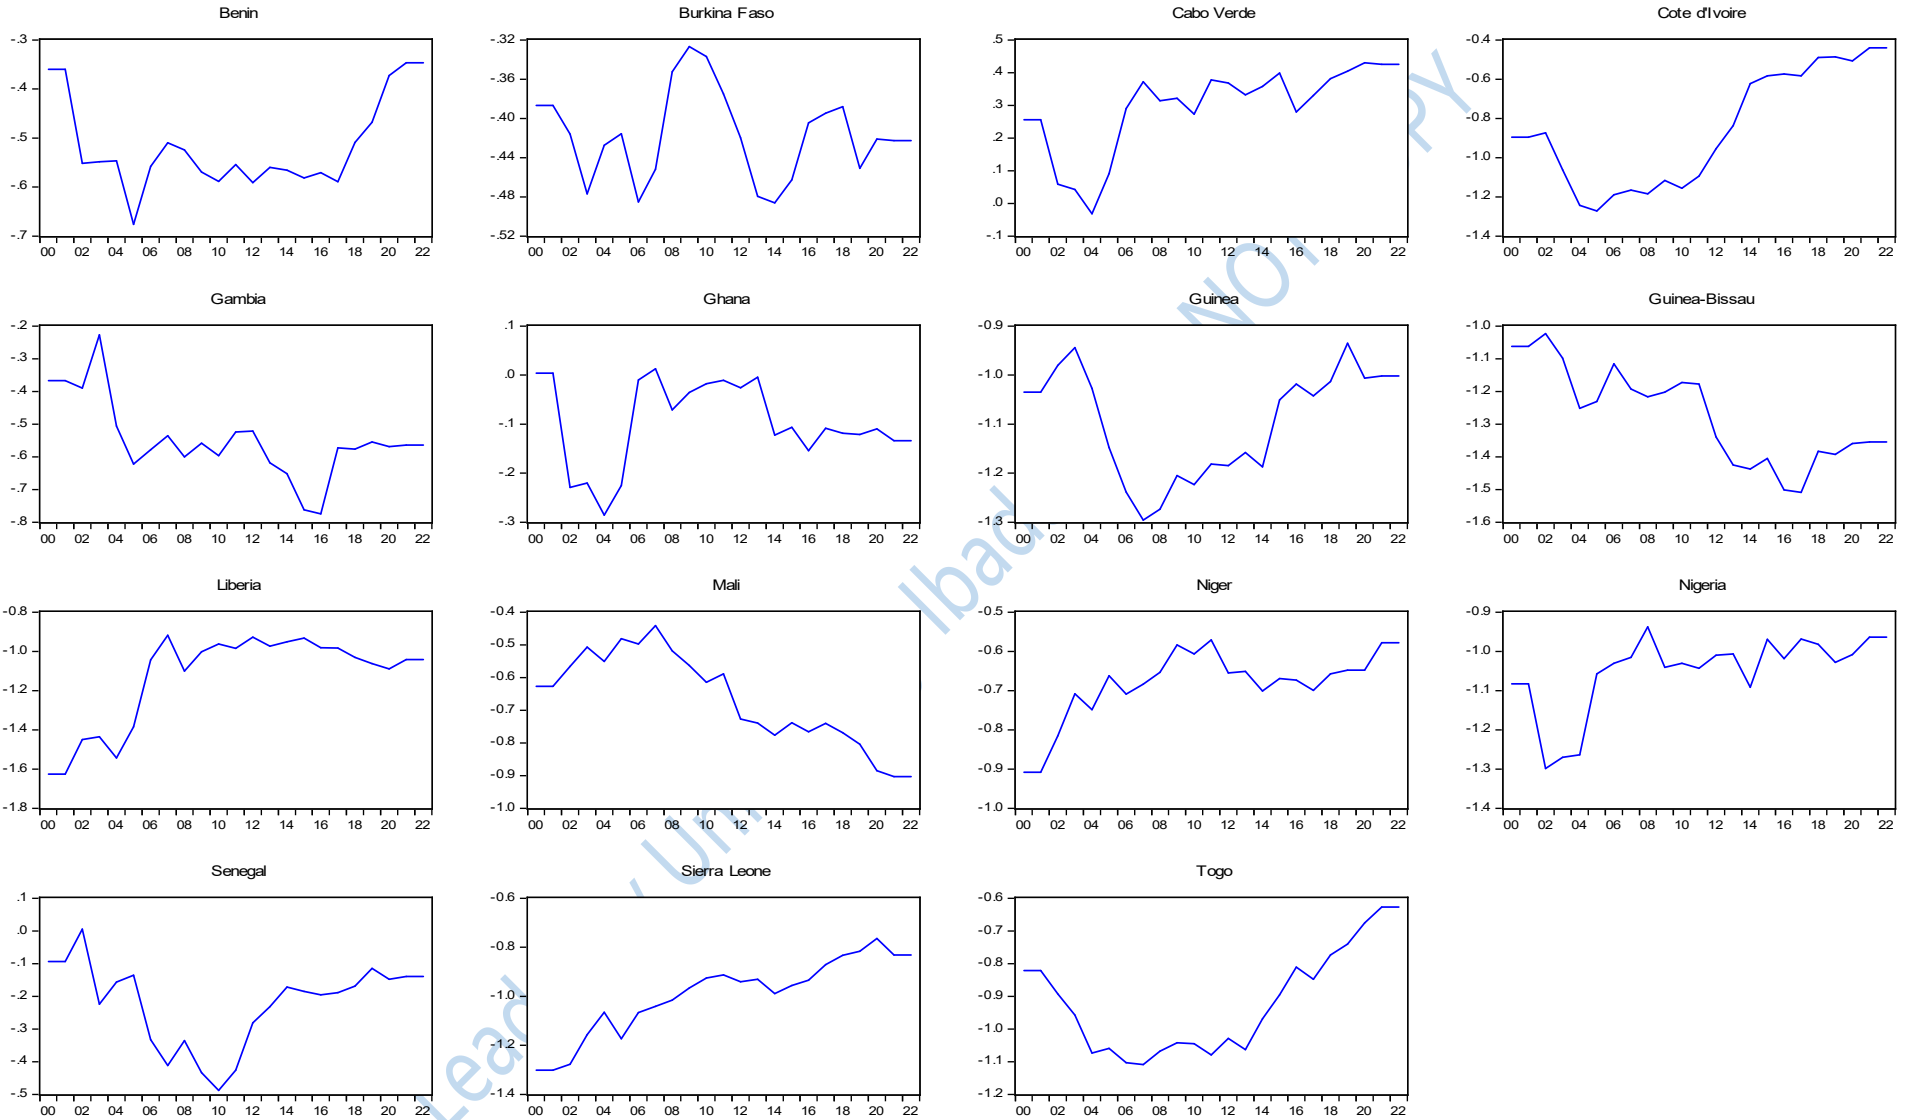 Benin
-.3
-.4
-.5
-.6
-.7
00 02 04 06 08 10 12 14 16 18 20 22
Burkina Faso
-.32
-.36
-.40
-.44
-.48
-.52
00 02 04 06 08 10 12 14 16 18 20 22
Cabo Verde
.5
.4
.3
.2
.1
.0
-.1
00 02 04 06 08 10 12 14 16 18 20 22
Cote d'Ivoire
-0.4
-0.6
-0.8
-1.0
-1.2
-1.4
00 02 04 06 08 10 12 14 16 18 20 22
Gambia
-.2
-.3
-.4
-.5
-.6
-.7
-.8
00 02 04 06 08 10 12 14 16 18 20 22
Ghana
.1
.0
-.1
-.2
-.3
00 02 04 06 08 10 12 14 16 18 20 22
Guinea
-0.9
-1.0
-1.1
-1.2
-1.3
00 02 04 06 08 10 12 14 16 18 20 22
Guinea-Bissau
-1.0
-1.1
-1.2
-1.3
-1.4
-1.5
-1.6
00 02 04 06 08 10 12 14 16 18 20 22
Liberia
-0.8
-1.0
-1.2
-1.4
-1.6
-1.8
00 02 04 06 08 10 12 14 16 18 20 22
Mali
-0.4
-0.5
-0.6
-0.7
-0.8
-0.9
-1.0
00 02 04 06 08 10 12 14 16 18 20 22
Niger
-0.5
-0.6
-0.7
-0.8
-0.9
-1.0
00 02 04 06 08 10 12 14 16 18 20 22
Nigeria
-0.9
-1.0
-1.1
-1.2
-1.3
-1.4
00 02 04 06 08 10 12 14 16 18 20 22
Senegal
.1
.0
-.1
-.2
-.3
-.4
-.5
00 02 04 06 08 10 12 14 16 18 20 22
Sierra Leone
-0.6
-0.8
-1.0
-1.2
-1.4
00 02 04 06 08 10 12 14 16 18 20 22
Togo
-0.6
-0.7
-0.8
-0.9
-1.0
-1.1
-1.2
00 02 04 06 08 10 12 14 16 18 20 22
Lead Uni Ibad NOT PY